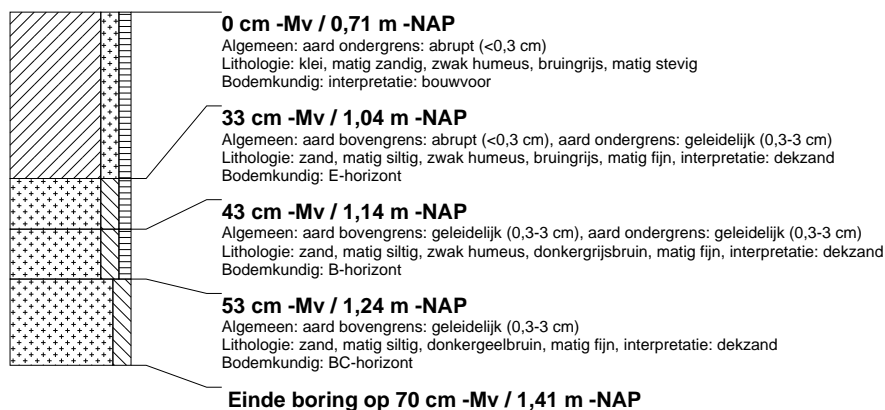 0 cm -Mv / 0,71 m -NAP
Algemeen: aard ondergrens: abrupt (<0,3 cm)
Lithologie: klei, matig zandig, zwak humeus, bruingrijs, matig stevig
Bodemkundig: interpretatie: bouwvoor
33 cm -Mv / 1,04 m -NAP
Algemeen: aard bovengrens: abrupt (<0,3 cm), aard ondergrens: geleidelijk (0,3-3 cm)
Lithologie: zand, matig siltig, zwak humeus, bruingrijs, matig fijn, interpretatie: dekzand
Bodemkundig: E-horizont
43 cm -Mv / 1,14 m -NAP
Algemeen: aard bovengrens: geleidelijk (0,3-3 cm), aard ondergrens: geleidelijk (0,3-3 cm)
Lithologie: zand, matig siltig, zwak humeus, donkergrijsbruin, matig fijn, interpretatie: dekzand
Bodemkundig: B-horizont
53 cm -Mv / 1,24 m -NAP
Algemeen: aard bovengrens: geleidelijk (0,3-3 cm)
Lithologie: zand, matig siltig, donkergeelbruin, matig fijn, interpretatie: dekzand
Bodemkundig: BC-horizont
Einde boring op 70 cm -Mv / 1,41 m -NAP